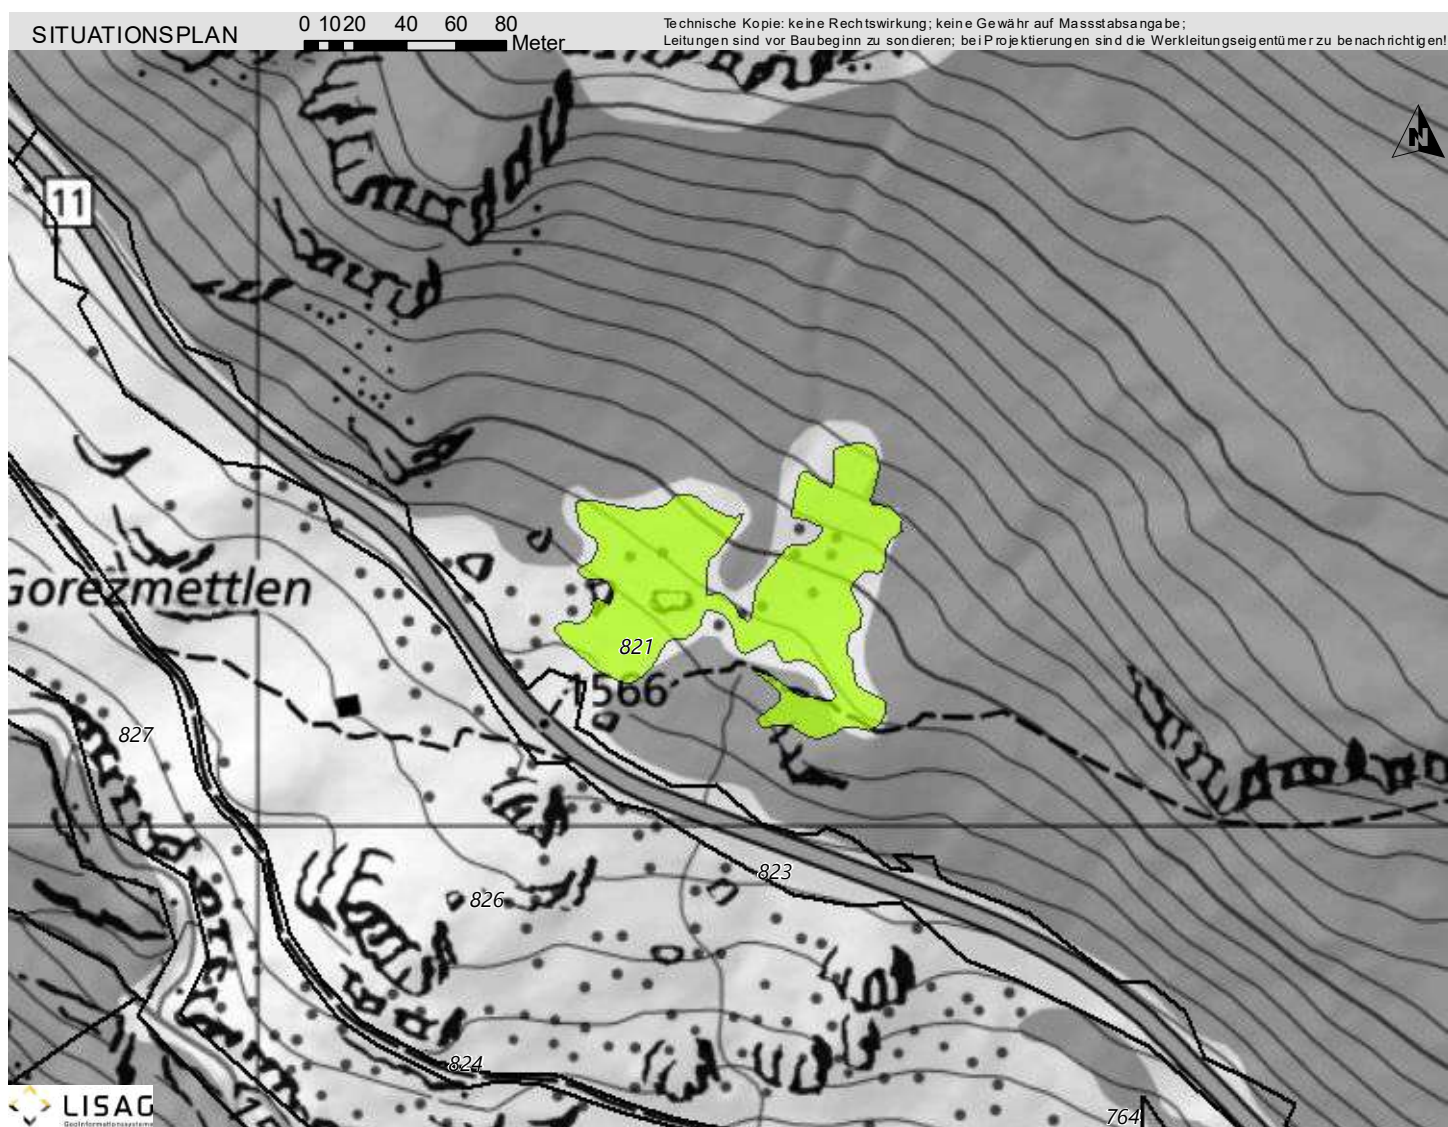 SITUATIONSPLAN
0 10 20 40 60 80
Meter
Technische Kopie: keine Rechtswirkung; keine Gewähr auf Massstabsangabe;
Leitungen sind vor Baubeginn zu sondieren; bei Projektierungen sind die Werkleitungseigentümer zu benachrichtigen!
N
11
Gorezmettlen
821
1566
827
823
826
824
764
LISAG
Geoinformationssysteme